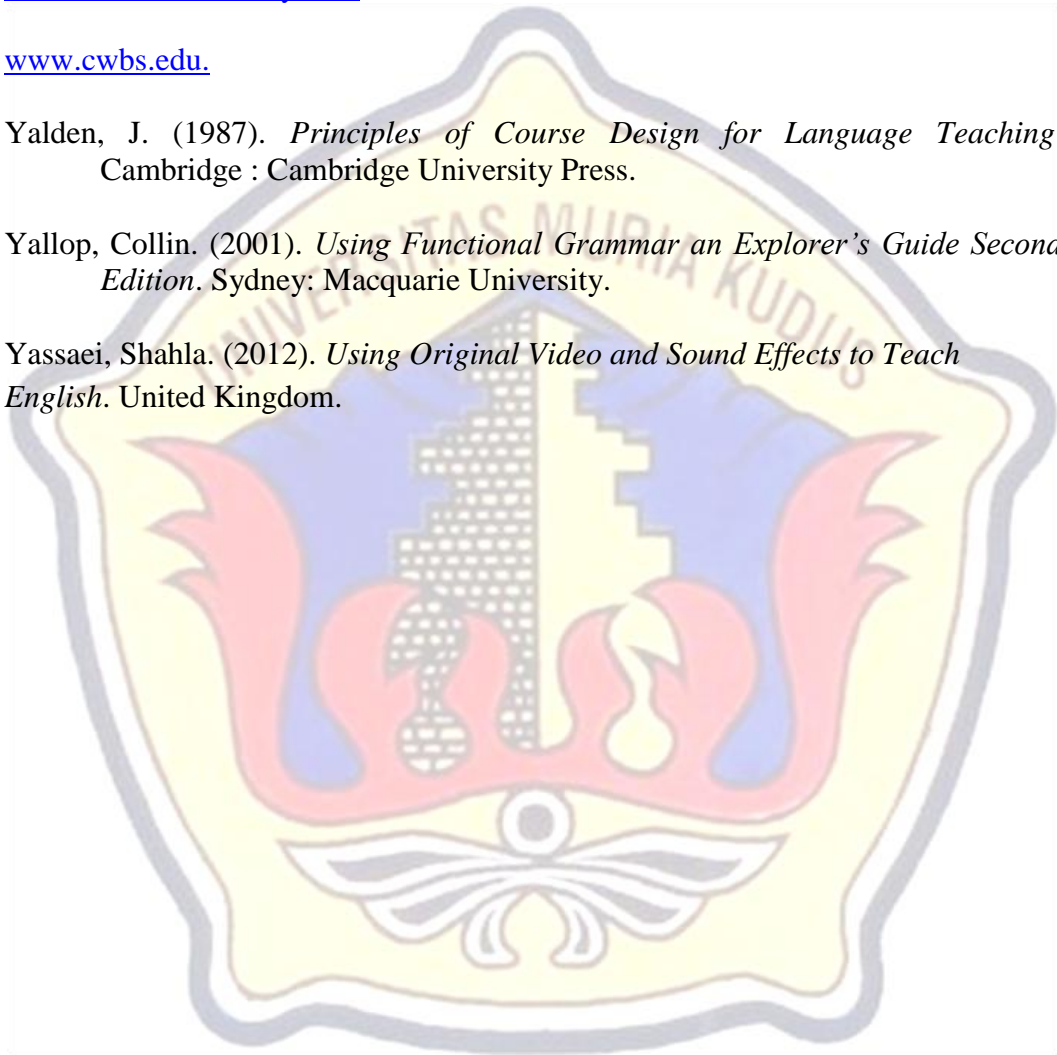 www.cwbs.edu.
Yalden, J. (1987). Principles of Course Design for Language Teaching
Cambridge : Cambridge University Press.
Yallop, Collin. (2001). Using Functional Grammar an Explorer’s Guide Second
Edition. Sydney: Macquarie University.
Yassaei, Shahla. (2012). Using Original Video and Sound Effects to Teach
English. United Kingdom.
UNIVERSITAS MURIA KUDUS